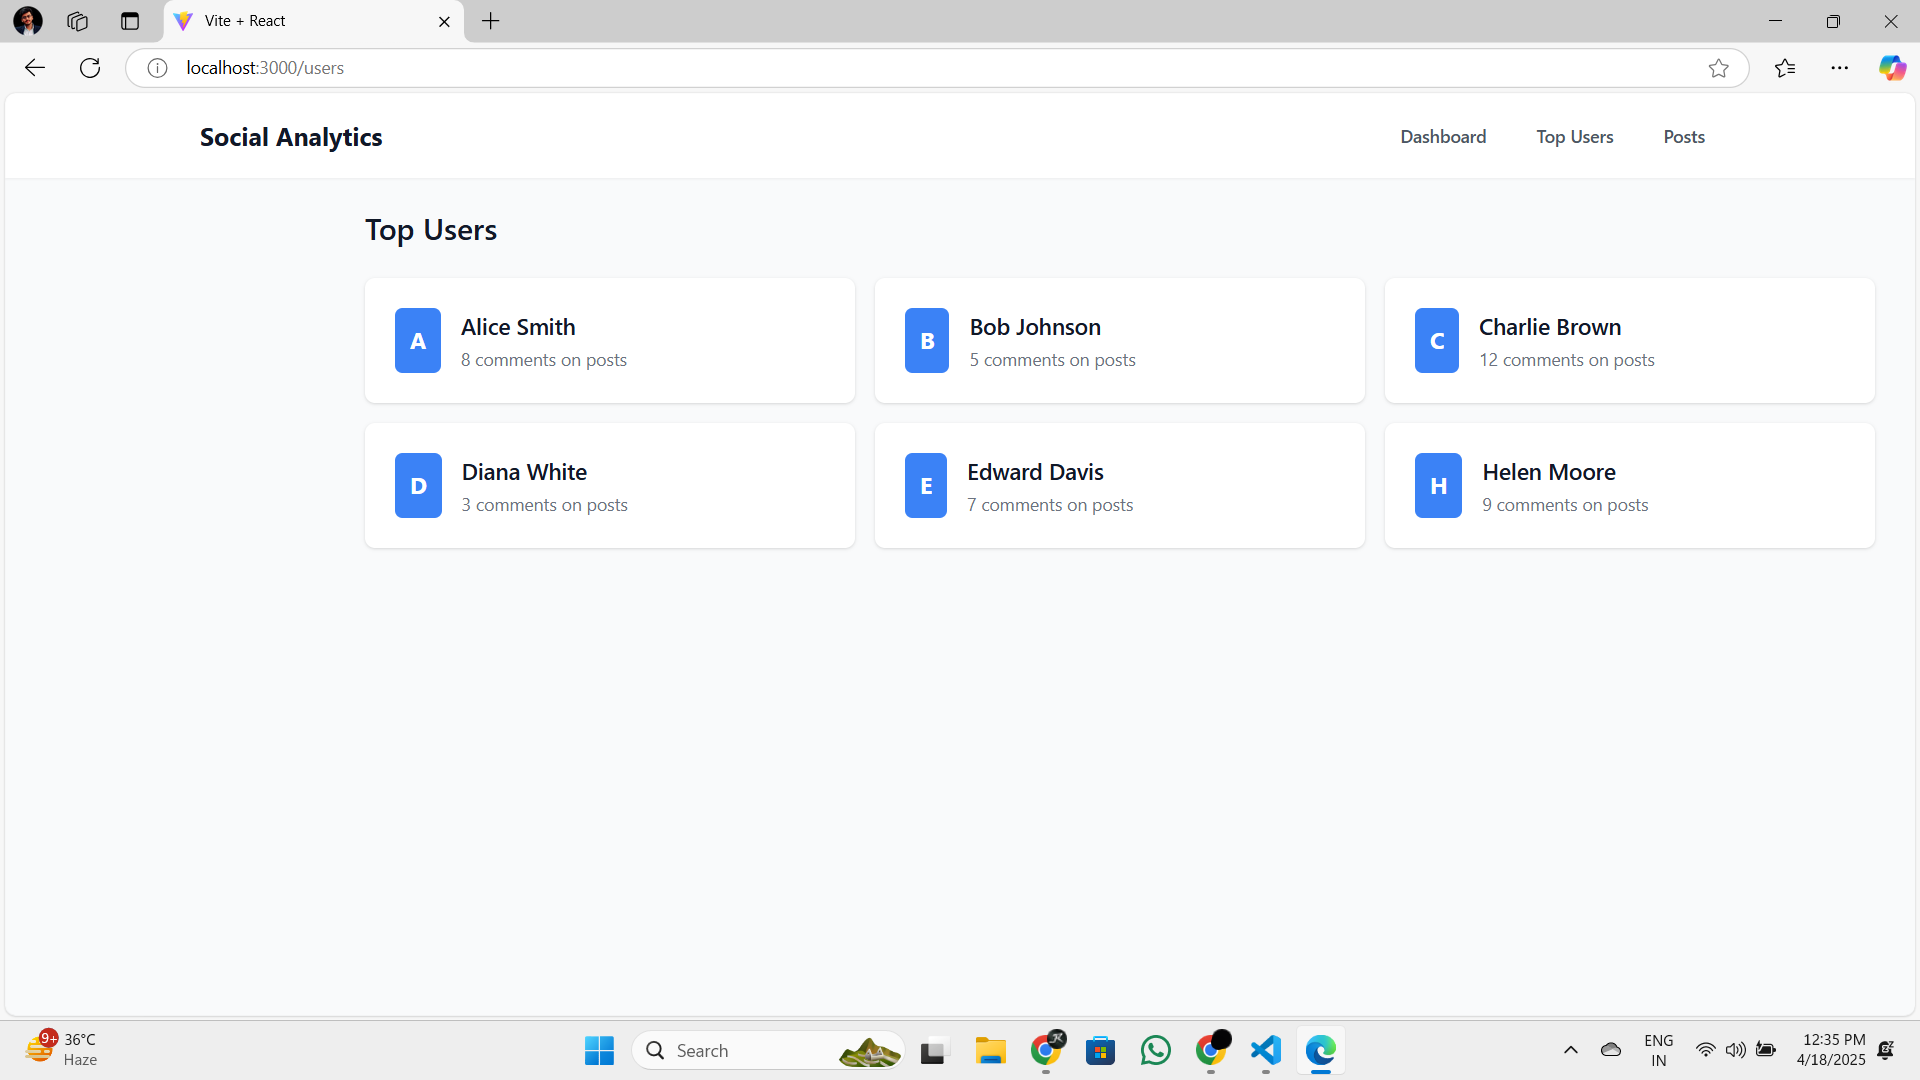 Vite + React
localhost:3000/users
Social Analytics
Dashboard
Top Users
Posts
Top Users
A
Alice Smith
8 comments on posts
B
Bob Johnson
5 comments on posts
C
Charlie Brown
12 comments on posts
D
Diana White
3 comments on posts
E
Edward Davis
7 comments on posts
H
Helen Moore
9 comments on posts
9+
36°C
Haze
Search
K
ENG
IN
12:35 PM
4/18/2025